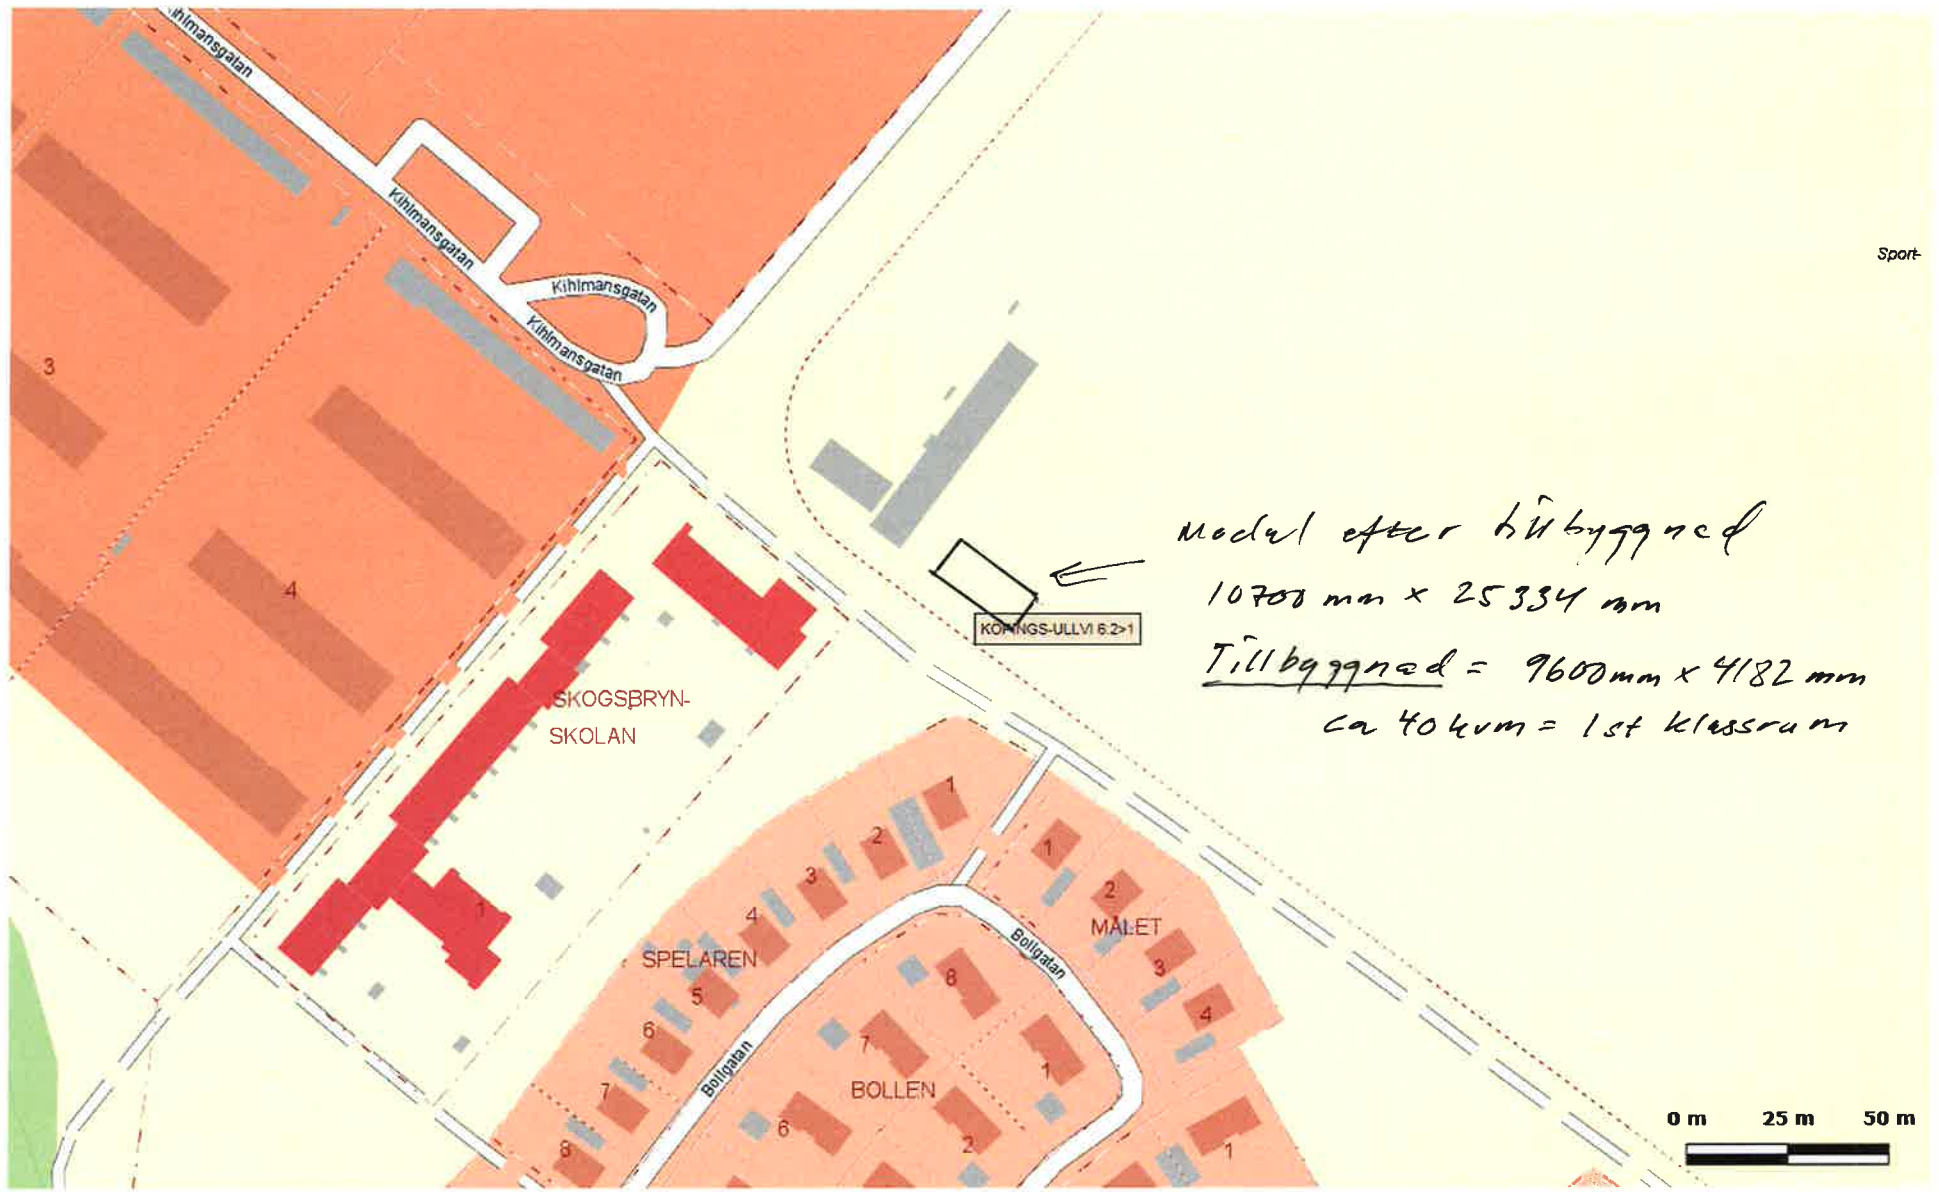 Kihlmansgatan
Kihlmansgatan
Kihlmansgatan
Kihlmansgatan
Sport-
3
4
Modul efter tillbyggnad
10700 mm x 25334 mm
KÖPINGS-ULLVI 6:2>1
Tillbyggnad = 9600mm x 4182 mm
ca 40 kvm = 1st klassrum
SKOGSBRYN-
SKOLAN
1
1
2
3
4
SPELAREN
5
6
7
8
Bollgatan
Bollgatan
1
2
MÅLET
3
4
8
7
1
BOLLEN
6
2
1
0 m 25 m 50 m